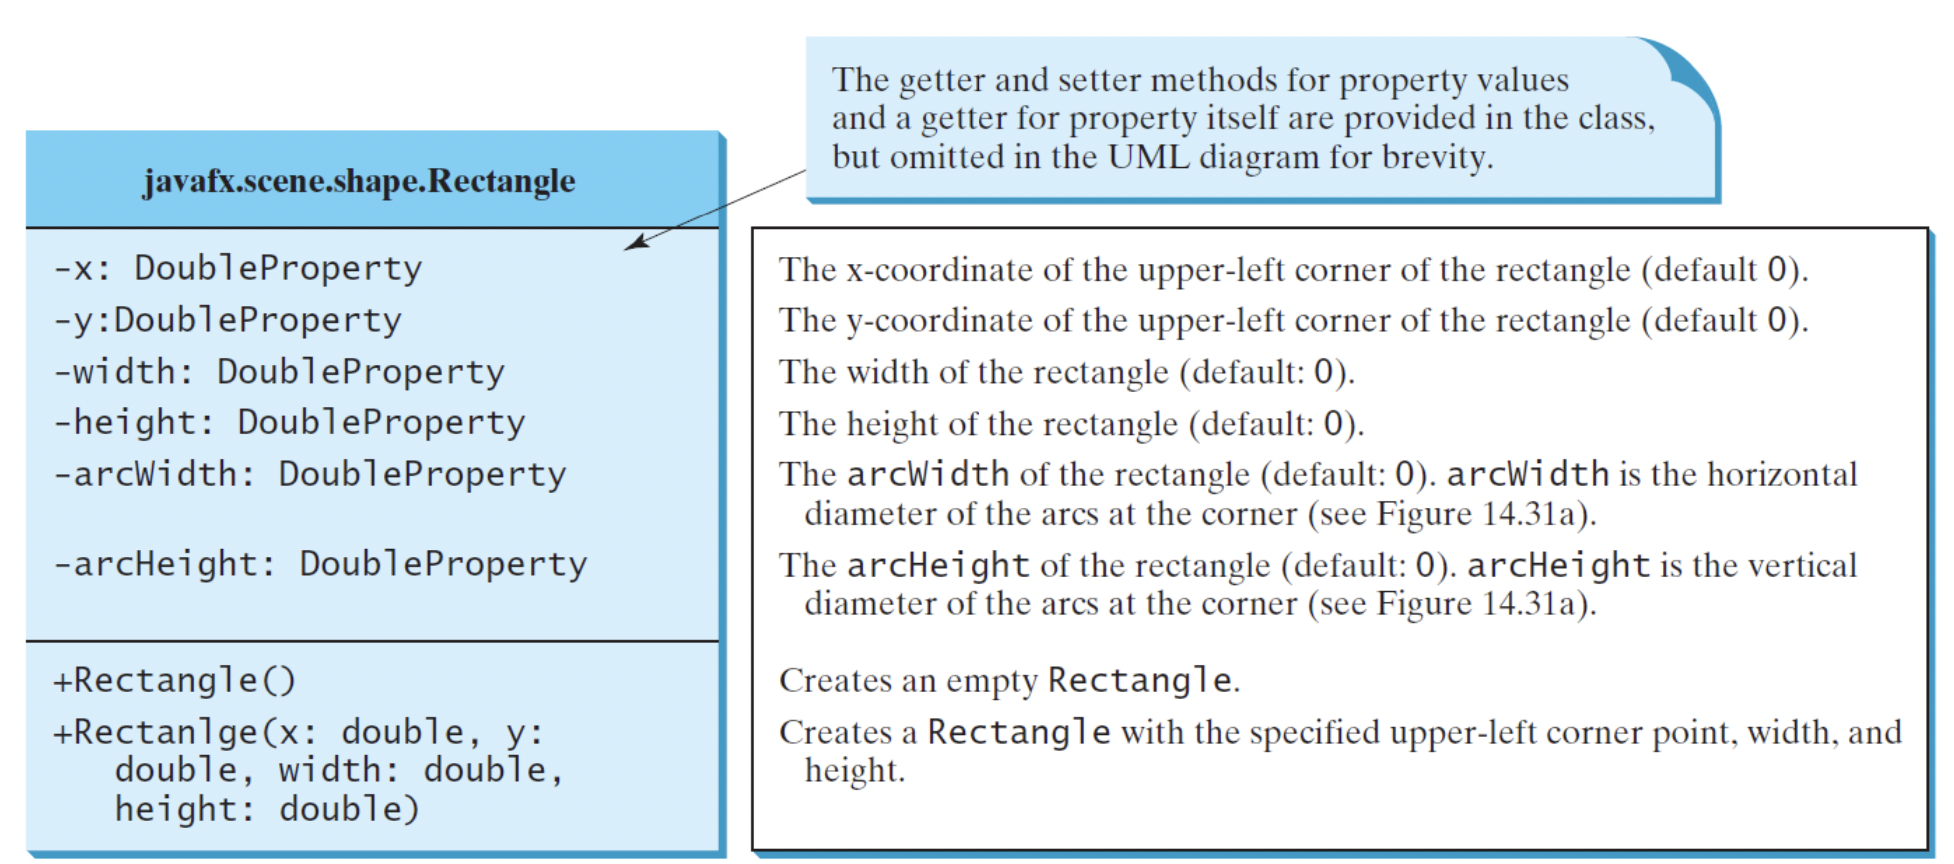 The getter and setter methods for property values
and a getter for property itself are provided in the class,
but omitted in the UML diagram for brevity.
javafx.scene.shape.Rectangle
-x: DoubleProperty
-y:DoubleProperty
-width: DoubleProperty
-height: DoubleProperty
-arcWidth: DoubleProperty
-arcHeight: DoubleProperty
+Rectangle()
+Rectanlge(x: double, y:
double, width: double,
height: double)
The x-coordinate of the upper-left corner of the rectangle (default 0).
The y-coordinate of the upper-left corner of the rectangle (default 0).
The width of the rectangle (default: 0).
The height of the rectangle (default: 0).
The arcWidth of the rectangle (default: 0). arcWidth is the horizontal
diameter of the arcs at the corner (see Figure 14.31a).
The arcHeight of the rectangle (default: 0). arcHeight is the vertical
diameter of the arcs at the corner (see Figure 14.31a).
Creates an empty Rectangle.
Creates a Rectangle with the specified upper-left corner point, width, and
height.